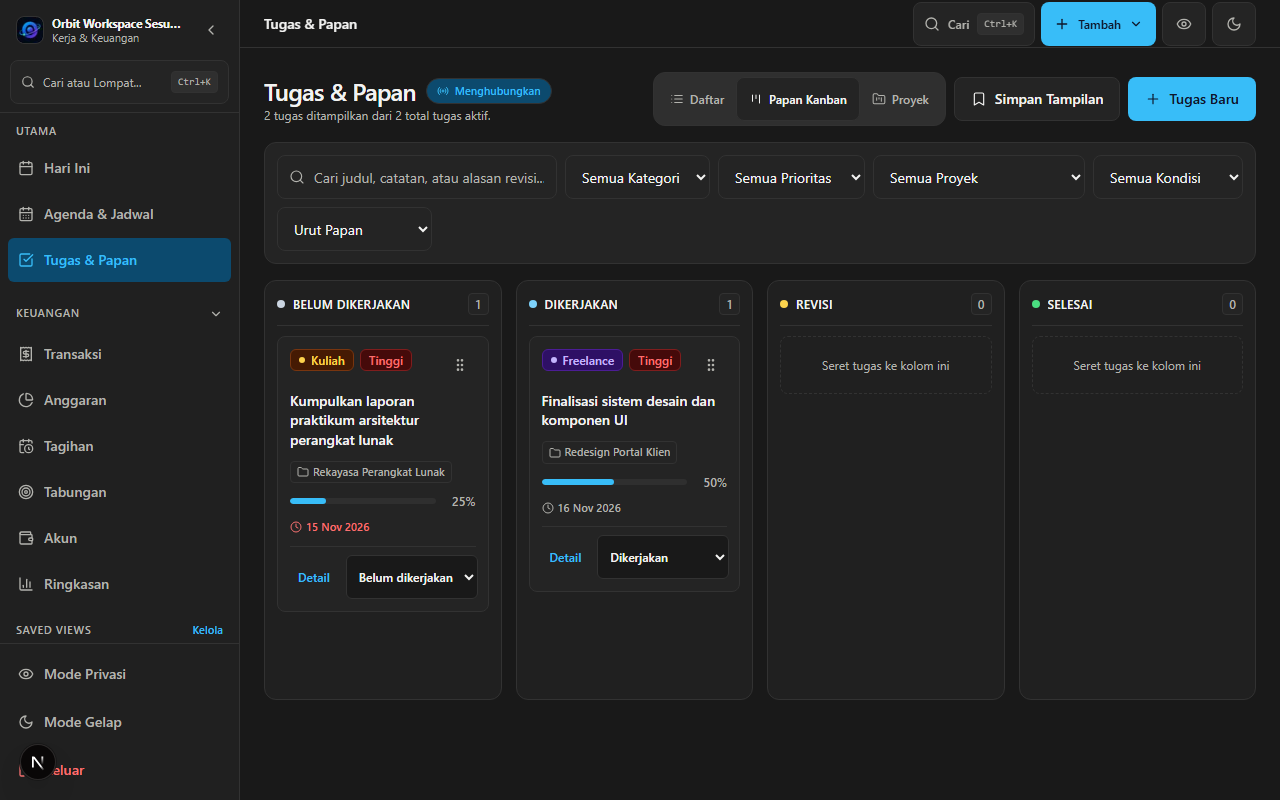 Orbit Workspace Sesu...
Kerja & Keuangan
Cari atau Lompat...
Ctrl+K
UTAMA
Hari Ini
Agenda & Jadwal
Tugas & Papan
KEUANGAN
Transaksi
Anggaran
Tagihan
Tabungan
Akun
Ringkasan
SAVED VIEWS
Kelola
Mode Privasi
Mode Gelap
N
eluar
Tugas & Papan
Cari
Ctrl+K
Tambah
Tugas & Papan
Menghubungkan
2 tugas ditampilkan dari 2 total tugas aktif.
Daftar
Papan Kanban
Proyek
Simpan Tampilan
Tugas Baru
Cari judul, catatan, atau alasan revisi...
Semua Kategori
Semua Prioritas
Semua Proyek
Semua Kondisi
Urut Papan
BELUM DIKERJAKAN
1
Kuliah
Tinggi
Kumpulkan laporan
praktikum arsitektur
perangkat lunak
Rekayasa Perangkat Lunak
25%
15 Nov 2026
Detail
Belum dikerjakan
DIKERJAKAN
1
Freelance
Tinggi
Finalisasi sistem desain dan
komponen UI
Redesign Portal Klien
50%
16 Nov 2026
Detail
Dikerjakan
REVISI
0
Seret tugas ke kolom ini
SELESAI
0
Seret tugas ke kolom ini